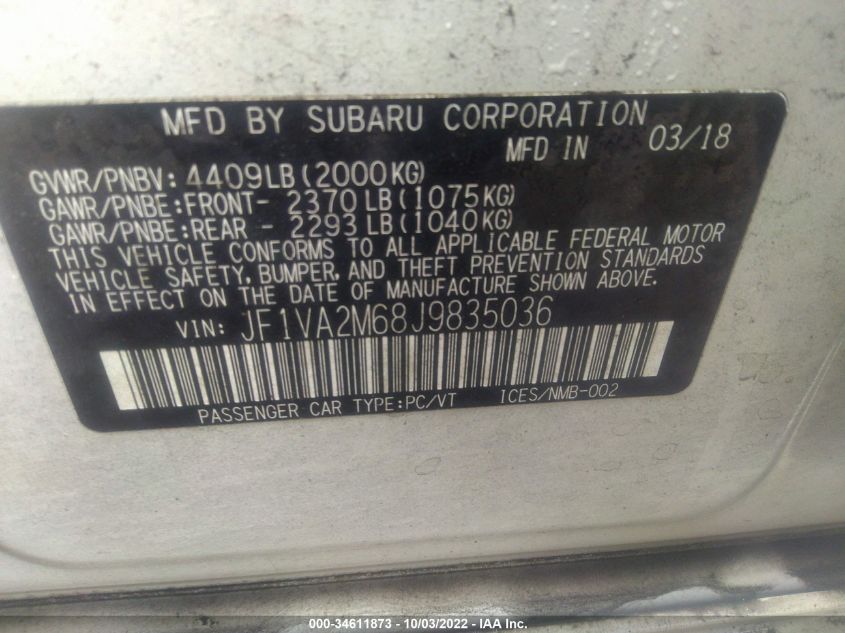 MFD BY SUBARU CORPORATION
MFD IN 03/18
GVWR/PNBV: 4409LB(2000KG)
GAWR/PNBE:FRONT- 2370 LB(1075KG)
GAWR/PNBE:REAR - 2293 LB(1040KG)
THIS VEHICLE CONFORMS TO ALL APPLICABLE FEDERAL MOTOR
VEHICLE SAFETY, BUMPER, AND THEFT PREVENTION STANDARDS
IN EFFECT ON THE DATE OF MANUFACTURE SHOWN ABOVE.
VIN: JF1VA2M68J9835036
PASSENGER CAR TYPE:PC/VT ICES/NMB-002
000-34611873 - 10/03/2022 - IAA Inc.